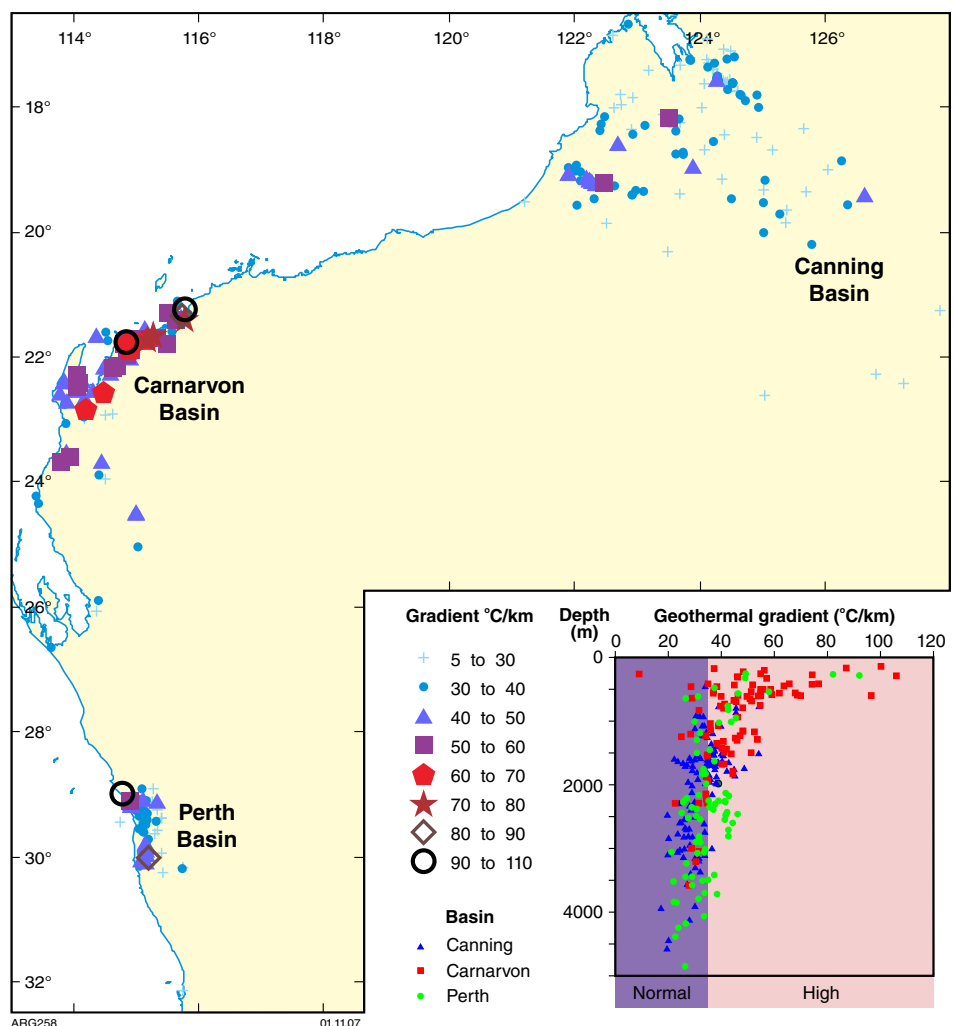 114° 116° 118° 120° 122° 124° 126°
18°
20°
22°
24°
26°
28°
30°
32°
Canning
Basin
Carnarvon
Basin
Perth
Basin
Gradient °C/km
5 to 30
30 to 40
40 to 50
50 to 60
60 to 70
70 to 80
80 to 90
90 to 110
Basin
Canning
Carnarvon
Perth
Depth
(m)
Geothermal gradient (°C/km)
0 20 40 60 80 100 120
0
2000
4000
Normal High
ARG258 01.11.07